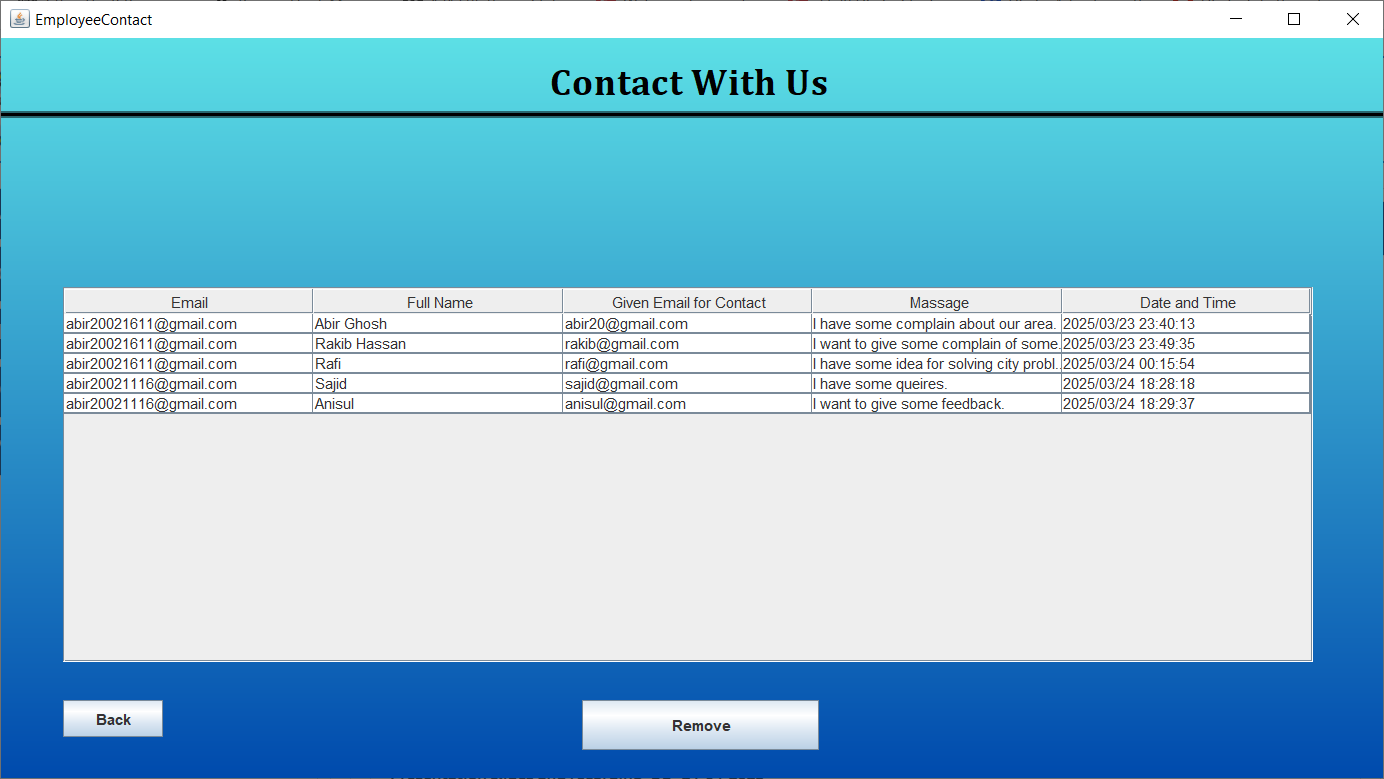 EmployeeContact
Contact With Us
Email Full Name Given Email for Contact Massage Date and Time
abir20021611@gmail.com Abir Ghosh abir20@gmail.com I have some complain about our area. 2025/03/23 23:40:13
abir20021611@gmail.com Rakib Hassan rakib@gmail.com I want to give some complain of some... 2025/03/23 23:49:35
abir20021611@gmail.com Rafi rafi@gmail.com I have some idea for solving city probl... 2025/03/24 00:15:54
abir20021116@gmail.com Sajid sajid@gmail.com I have some queires. 2025/03/24 18:28:18
abir20021116@gmail.com Anisul anisul@gmail.com I want to give some feedback. 2025/03/24 18:29:37
Back Remove